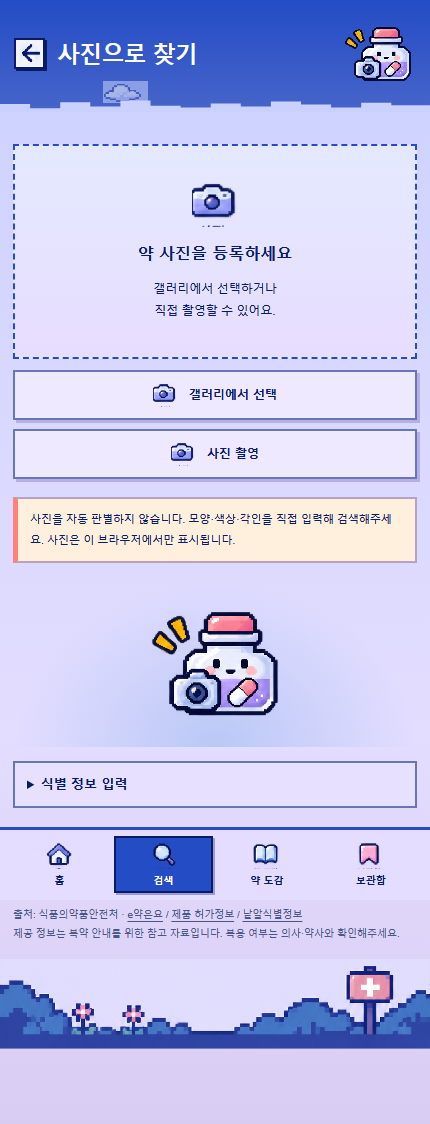 사진으로 찾기
약 사진을 등록하세요
갤러리에서 선택하거나
직접 촬영할 수 있어요.
갤러리에서 선택
사진 촬영
사진을 자동 판별하지 않습니다. 모양·색상·각인을 직접 입력해 검색해주세
요. 사진은 이 브라우저에서만 표시됩니다.
▶ 식별 정보 입력
홈
검색
약 도감
보관함
출처: 식품의약품안전처 · e약은요 / 제품 허가정보 / 낱알식별정보
제공 정보는 복약 안내를 위한 참고 자료입니다. 복용 여부는 의사·약사와 확인해주세요.